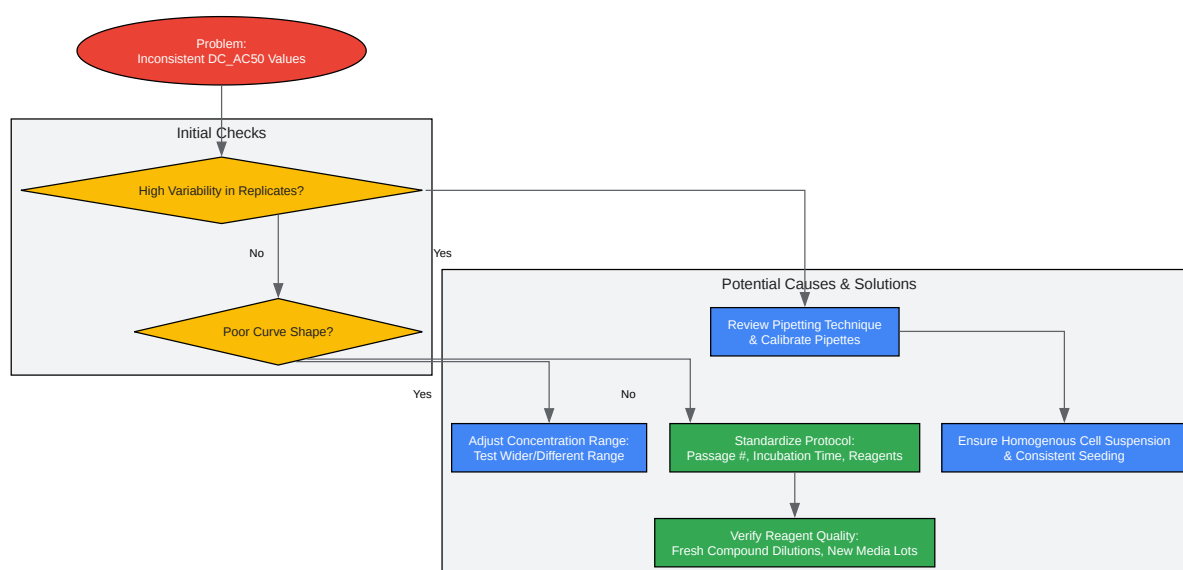 Problem:
Inconsistent DC_AC50 Values
Initial Checks
High Variability in Replicates?
No
Yes
Potential Causes & Solutions
Review Pipetting Technique
& Calibrate Pipettes
Poor Curve Shape?
Yes
No
Adjust Concentration Range:
Test Wider/Different Range
Standardize Protocol:
Passage #, Incubation Time, Reagents
Ensure Homogenous Cell Suspension
& Consistent Seeding
Verify Reagent Quality:
Fresh Compound Dilutions, New Media Lots